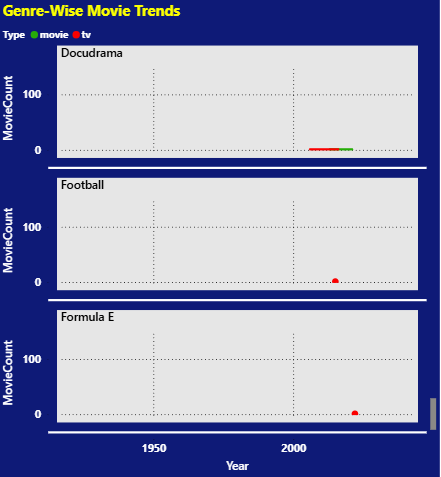 Genre-Wise Movie Trends
Type movie tv
Docudrama
MovieCount
100
0
Football
MovieCount
100
0
Formula E
MovieCount
100
0
1950 2000
Year